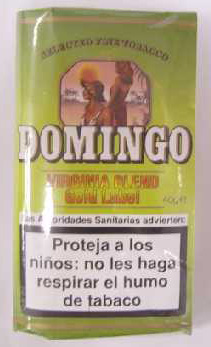 SELECTED FINE TOBACCO
DOMINGO
VIRGINIA BLEND
Gold Label
40g
Las Autoridades Sanitarias advierten:
Proteja a los
niños: no les haga
respirar el humo
de tabaco